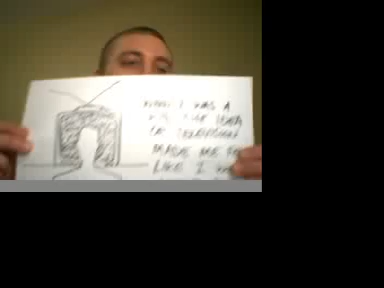 WHEN I WAS A
KID THE IDEA
OF TELEVISION
MADE ME
LIKE I